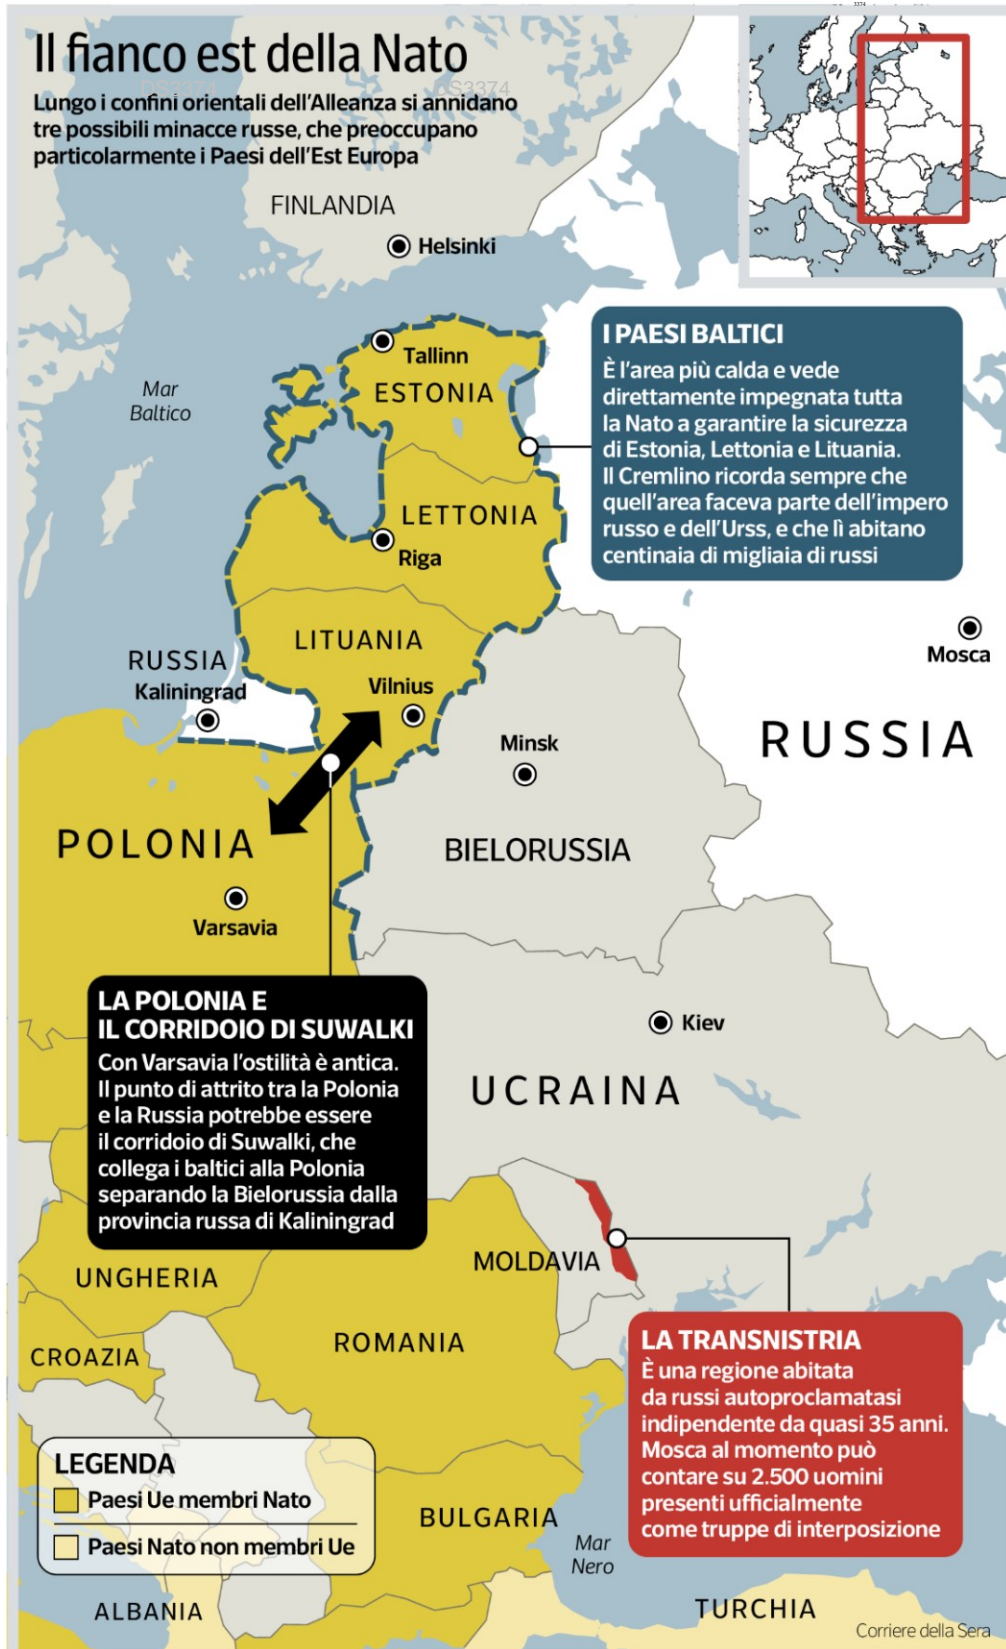 3374
Il fianco est della Nato
DS3374
DS3374
Lungo i confini orientali dell'Alleanza si annidano
tre possibili minacce russe, che preoccupano
particolarmente i Paesi dell'Est Europa
FINLANDIA
Helsinki
I PAESI BALTICI
È l'area più calda e vede
direttamente impegnata tutta
la Nato a garantire la sicurezza
di Estonia, Lettonia e Lituania.
Il Cremlino ricorda sempre che
quell'area faceva parte dell'impero
russo e dell'Urss, e che lì abitano
centinaia di migliaia di russi
Tallinn
ESTONIA
Mar
Baltico
LETTONIA
Riga
LITUANIA
RUSSIA
Kaliningrad
Vilnius
Mosca
RUSSIA
Minsk
BIELORUSSIA
POLONIA
Varsavia
LA POLONIA E
IL CORRIDOIO DI SUWALKI
Con Varsavia l'ostilità è antica.
Il punto di attrito tra la Polonia
e la Russia potrebbe essere
il corridoio di Suwalki, che
collega i baltici alla Polonia
separando la Bielorussia dalla
provincia russa di Kaliningrad
Kiev
UCRAINA
MOLDAVIA
UNGHERIA
CROAZIA
ROMANIA
LA TRANSNISTRIA
È una regione abitata
da russi autoproclamatasi
indipendente da quasi 35 anni.
Mosca al momento può
contare su 2.500 uomini
presenti ufficialmente
come truppe di interposizione
LEGENDA
Paesi Ue membri Nato
Paesi Nato non membri Ue
BULGARIA
Mar
Nero
ALBANIA
TURCHIA
Corriere della Sera